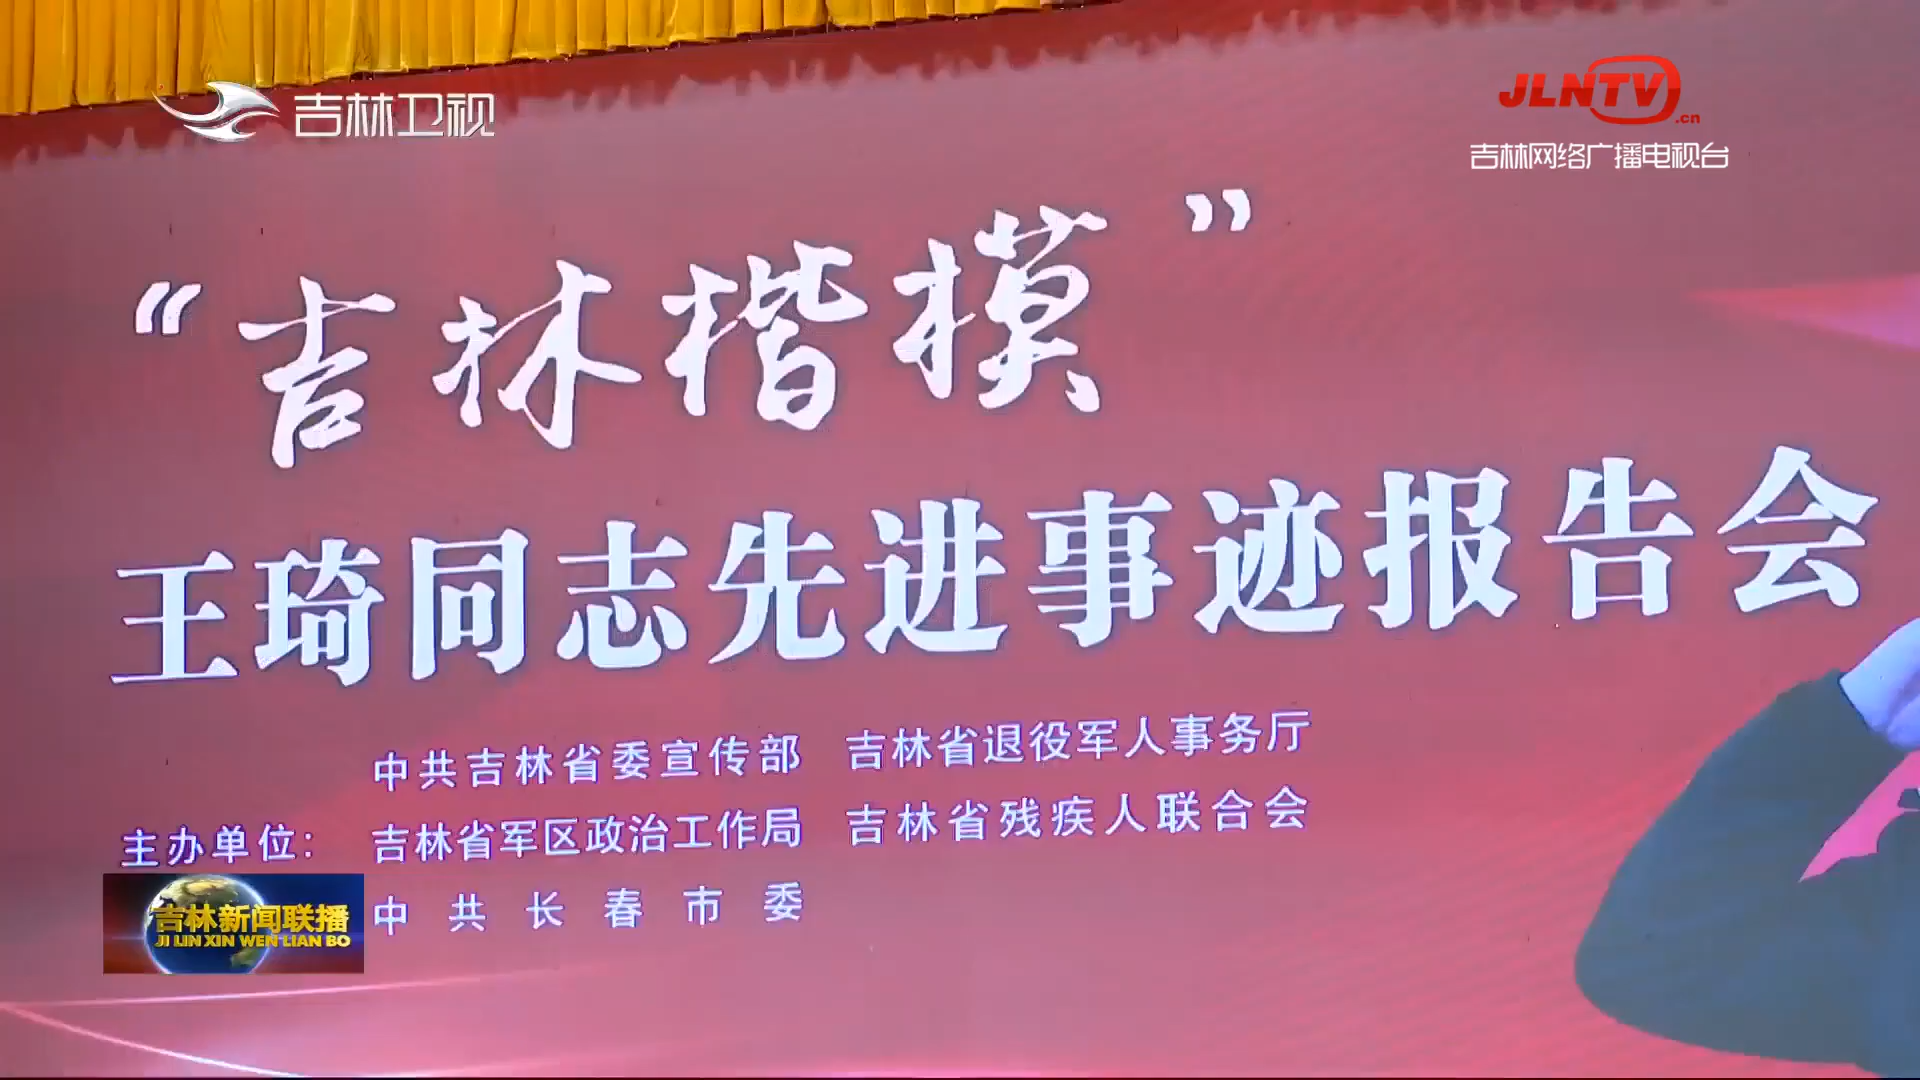 吉林卫视
JLNTV.cn
吉林网络广播电视台
“吉林楷模”
王琦同志先进事迹报告会
中共吉林省委宣传部 吉林省退役军人事务厅
主办单位： 吉林省军区政治工作局 吉林省残疾人联合会
中共长春市委
吉林新闻联播
JI LIN XIN WEN LIAN BO